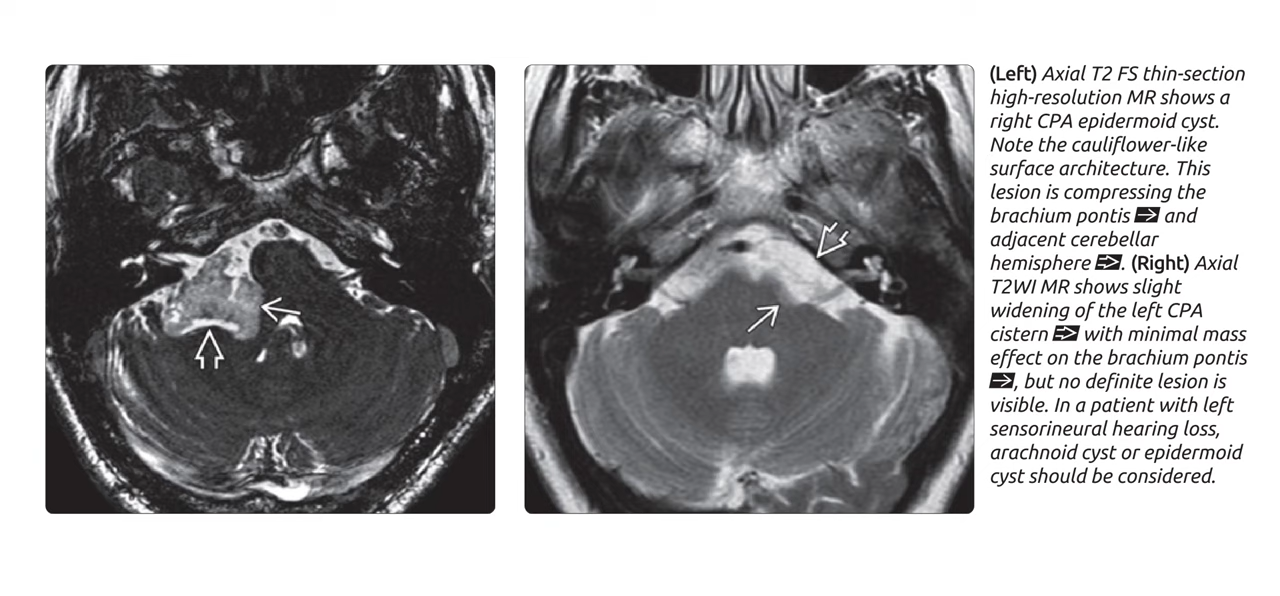 (Left) Axial T2 FS thin-section
high-resolution MR shows a
right CPA epidermoid cyst.
Note the cauliflower-like
surface architecture. This
lesion is compressing the
brachium pontis and
adjacent cerebellar
hemisphere . (Right) Axial
T2WI MR shows slight
widening of the left CPA
cistern with minimal mass
effect on the brachium pontis
, but no definite lesion is
visible. In a patient with left
sensorineural hearing loss,
arachnoid cyst or epidermoid
cyst should be considered.